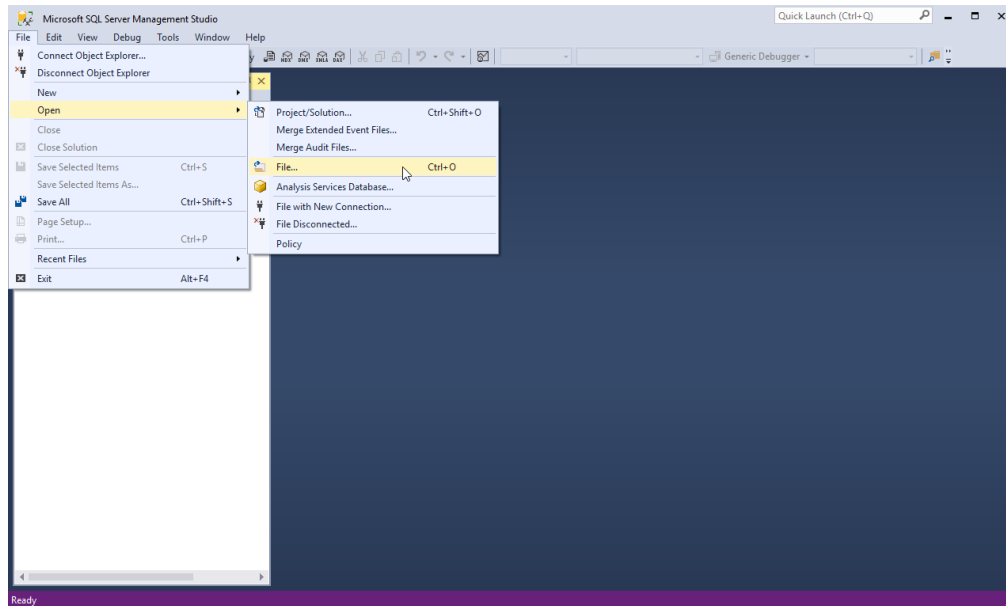 Microsoft SQL Server Management Studio
Quick Launch (Ctrl+Q)
File Edit View Debug Tools Window Help
Generic Debugger
Connect Object Explorer...
Disconnect Object Explorer
New
Open
Close
Close Solution
Save Selected Items Ctrl+S
Save Selected Items As...
Save All Ctrl+Shift+S
Page Setup...
Print... Ctrl+P
Recent Files
Exit Alt+F4
Project/Solution... Ctrl+Shift+O
Merge Extended Event Files...
Merge Audit Files...
File... Ctrl+O
Analysis Services Database...
File with New Connection...
File Disconnected...
Policy
Ready